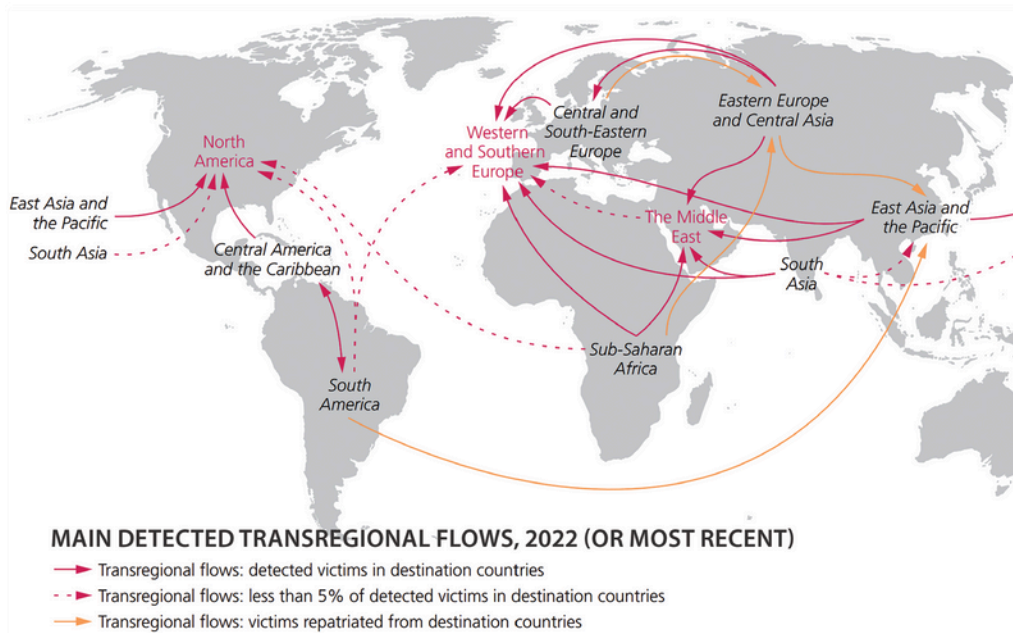 Eastern Europe
and Central Asia
Central and
South-Eastern
Europe
Western
and Southern
Europe
North
America
East Asia and
the Pacific
South Asia
Central America
and the Caribbean
The Middle
East
East Asia and
the Pacific
South
Asia
Sub-Saharan
Africa
South
America
MAIN DETECTED TRANSREGIONAL FLOWS, 2022 (OR MOST RECENT)
Transregional flows: detected victims in destination countries
Transregional flows: less than 5% of detected victims in destination countries
Transregional flows: victims repatriated from destination countries